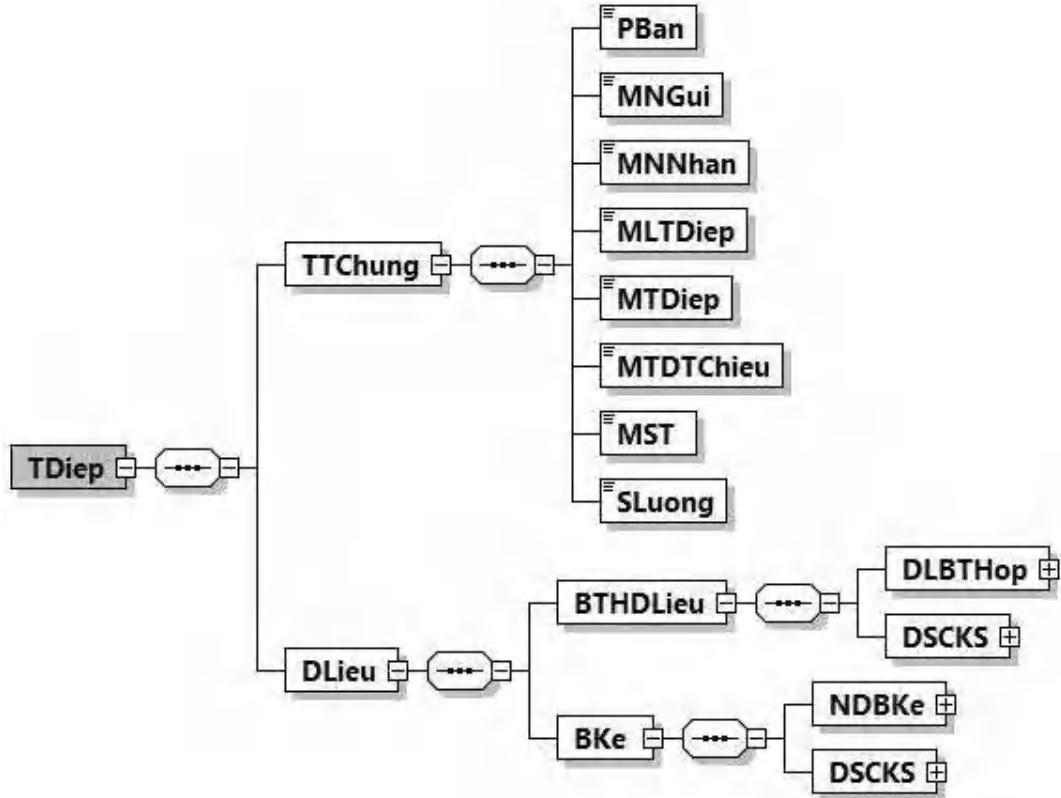 PBan
MNGui
MNNhan
MLTDiep
TTChung
MTDiep
MTDTChieu
MST
TDiep
SLuong
DLBTHop
BTHDLieu
DSCKS
DLieu
NDBKe
BKe
DSCKS